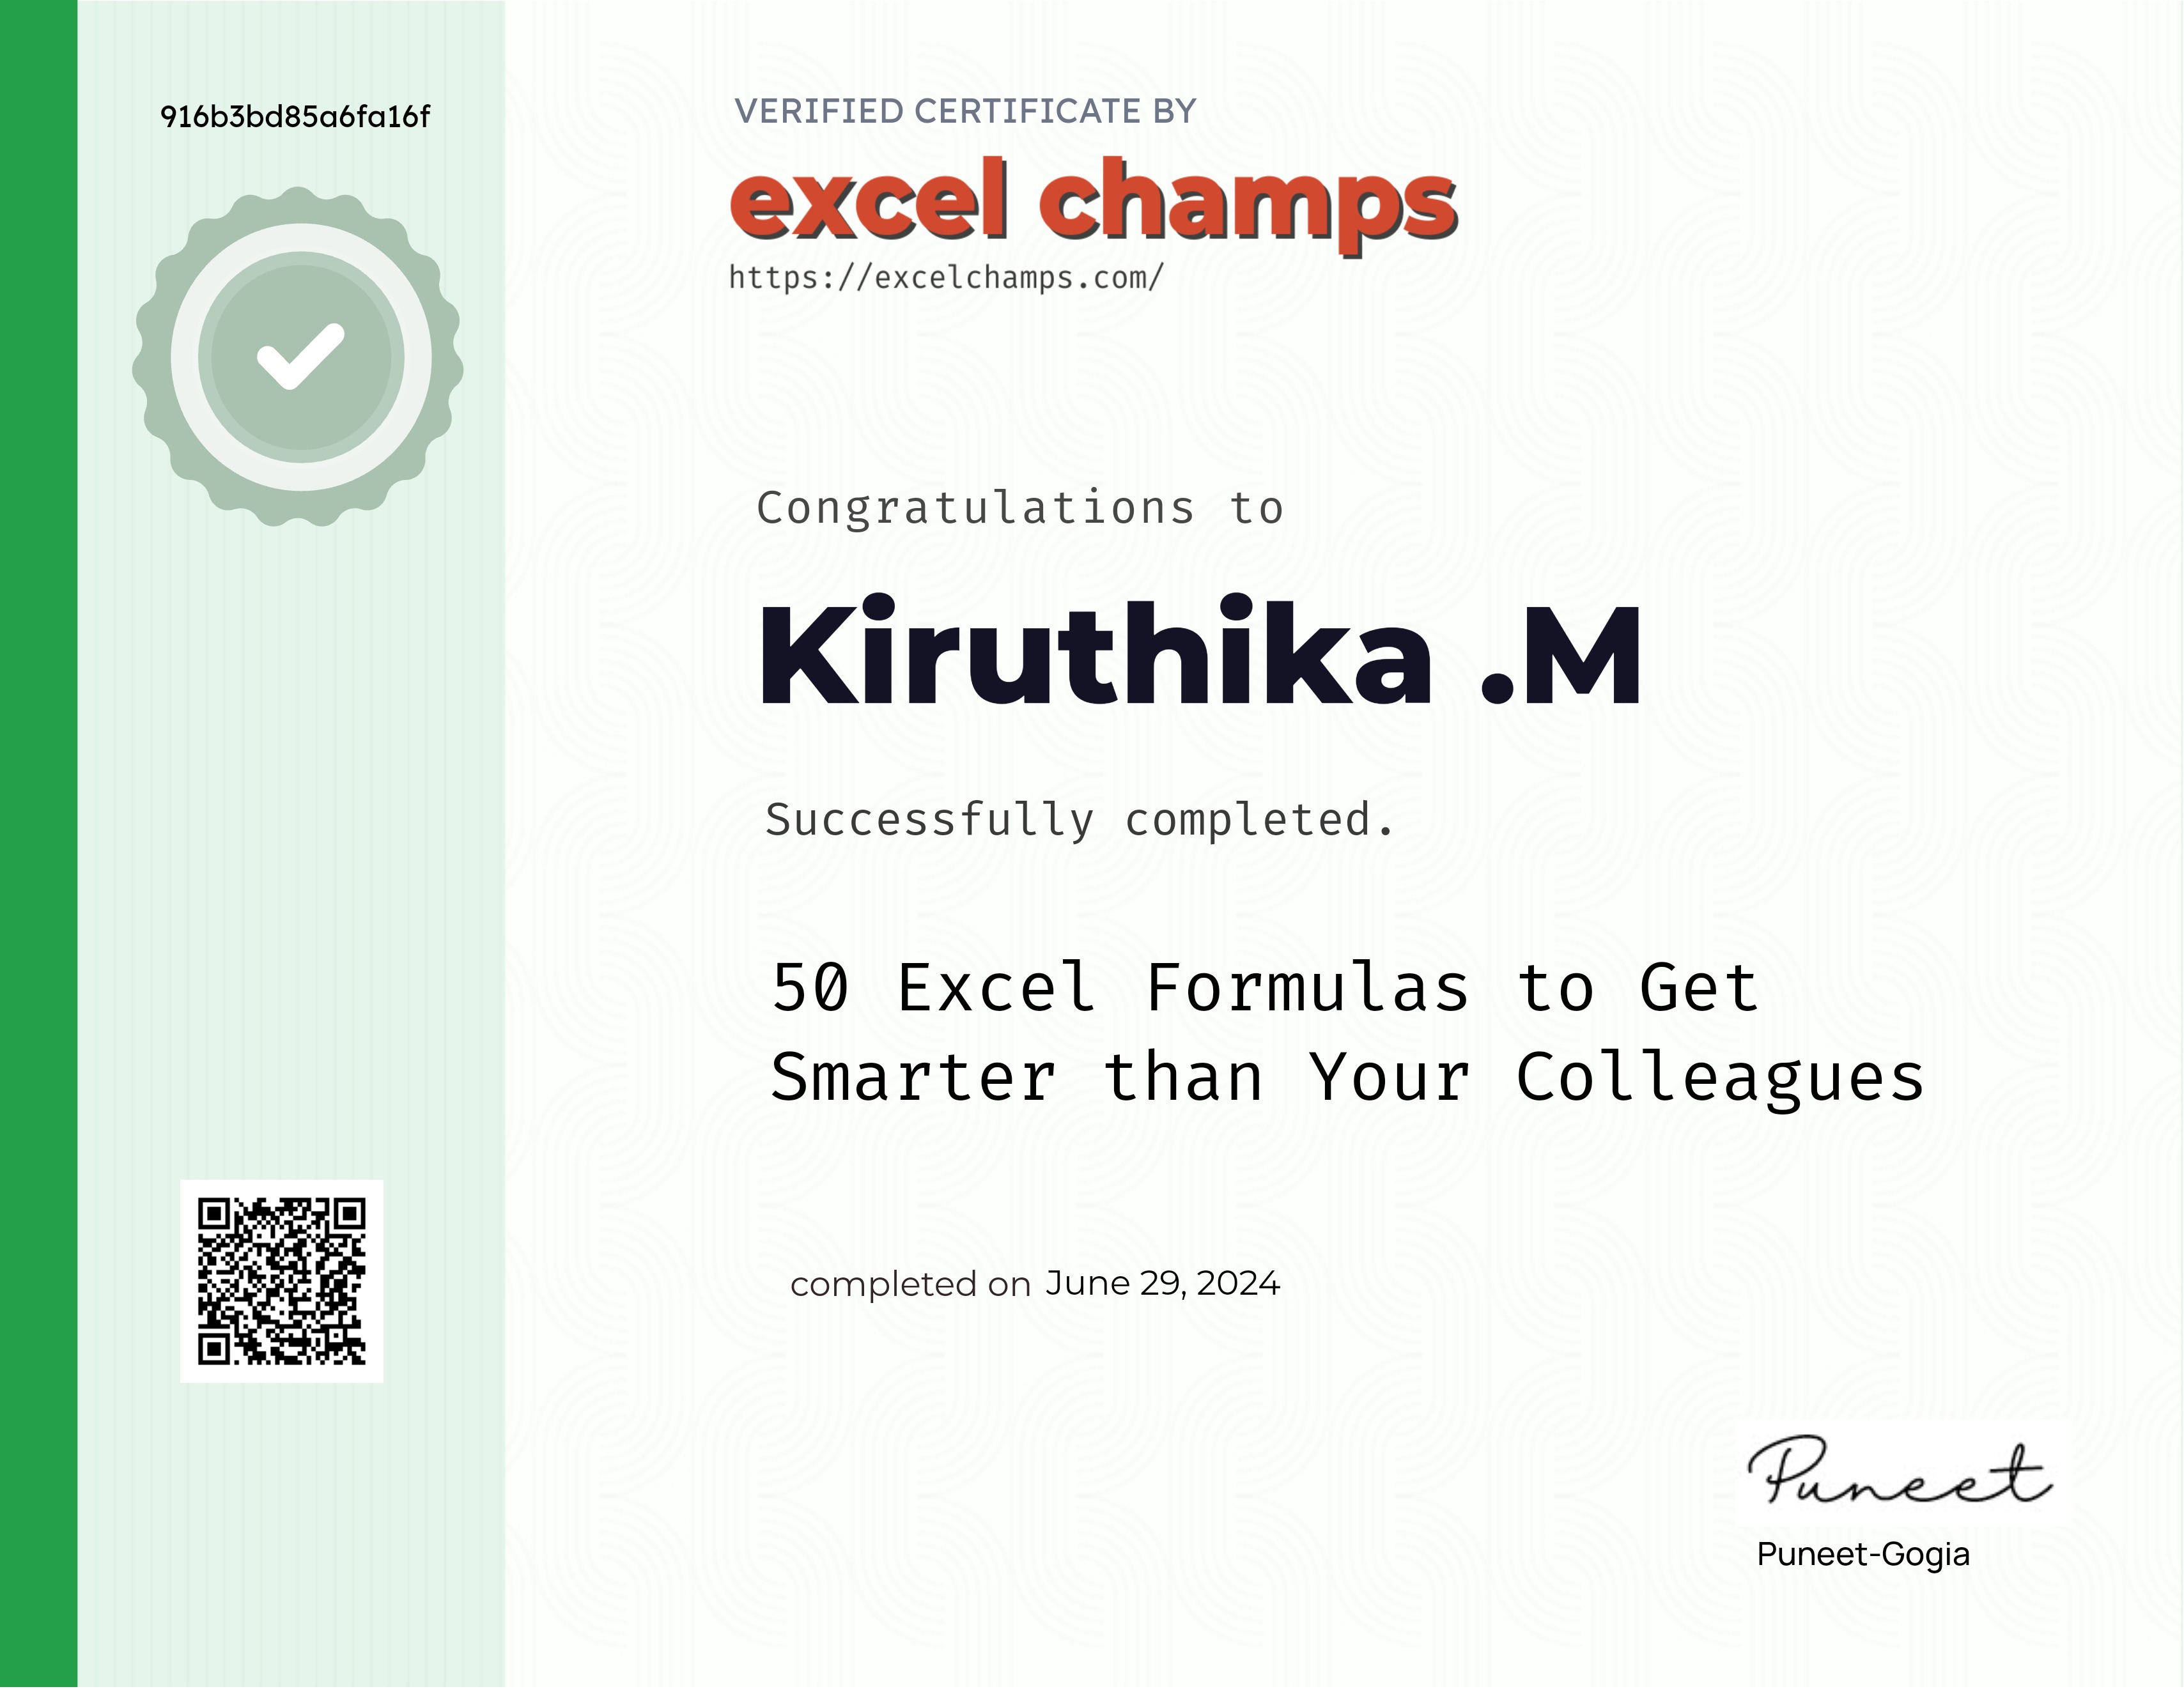 916b3bd85a6fa16f
VERIFIED CERTIFICATE BY
excel champs
https://excelchamps.com/
Congratulations to
Kiruthika .M
Successfully completed.
50 Excel Formulas to Get
Smarter than Your Colleagues
completed on June 29, 2024
Puneet
Puneet-Gogia